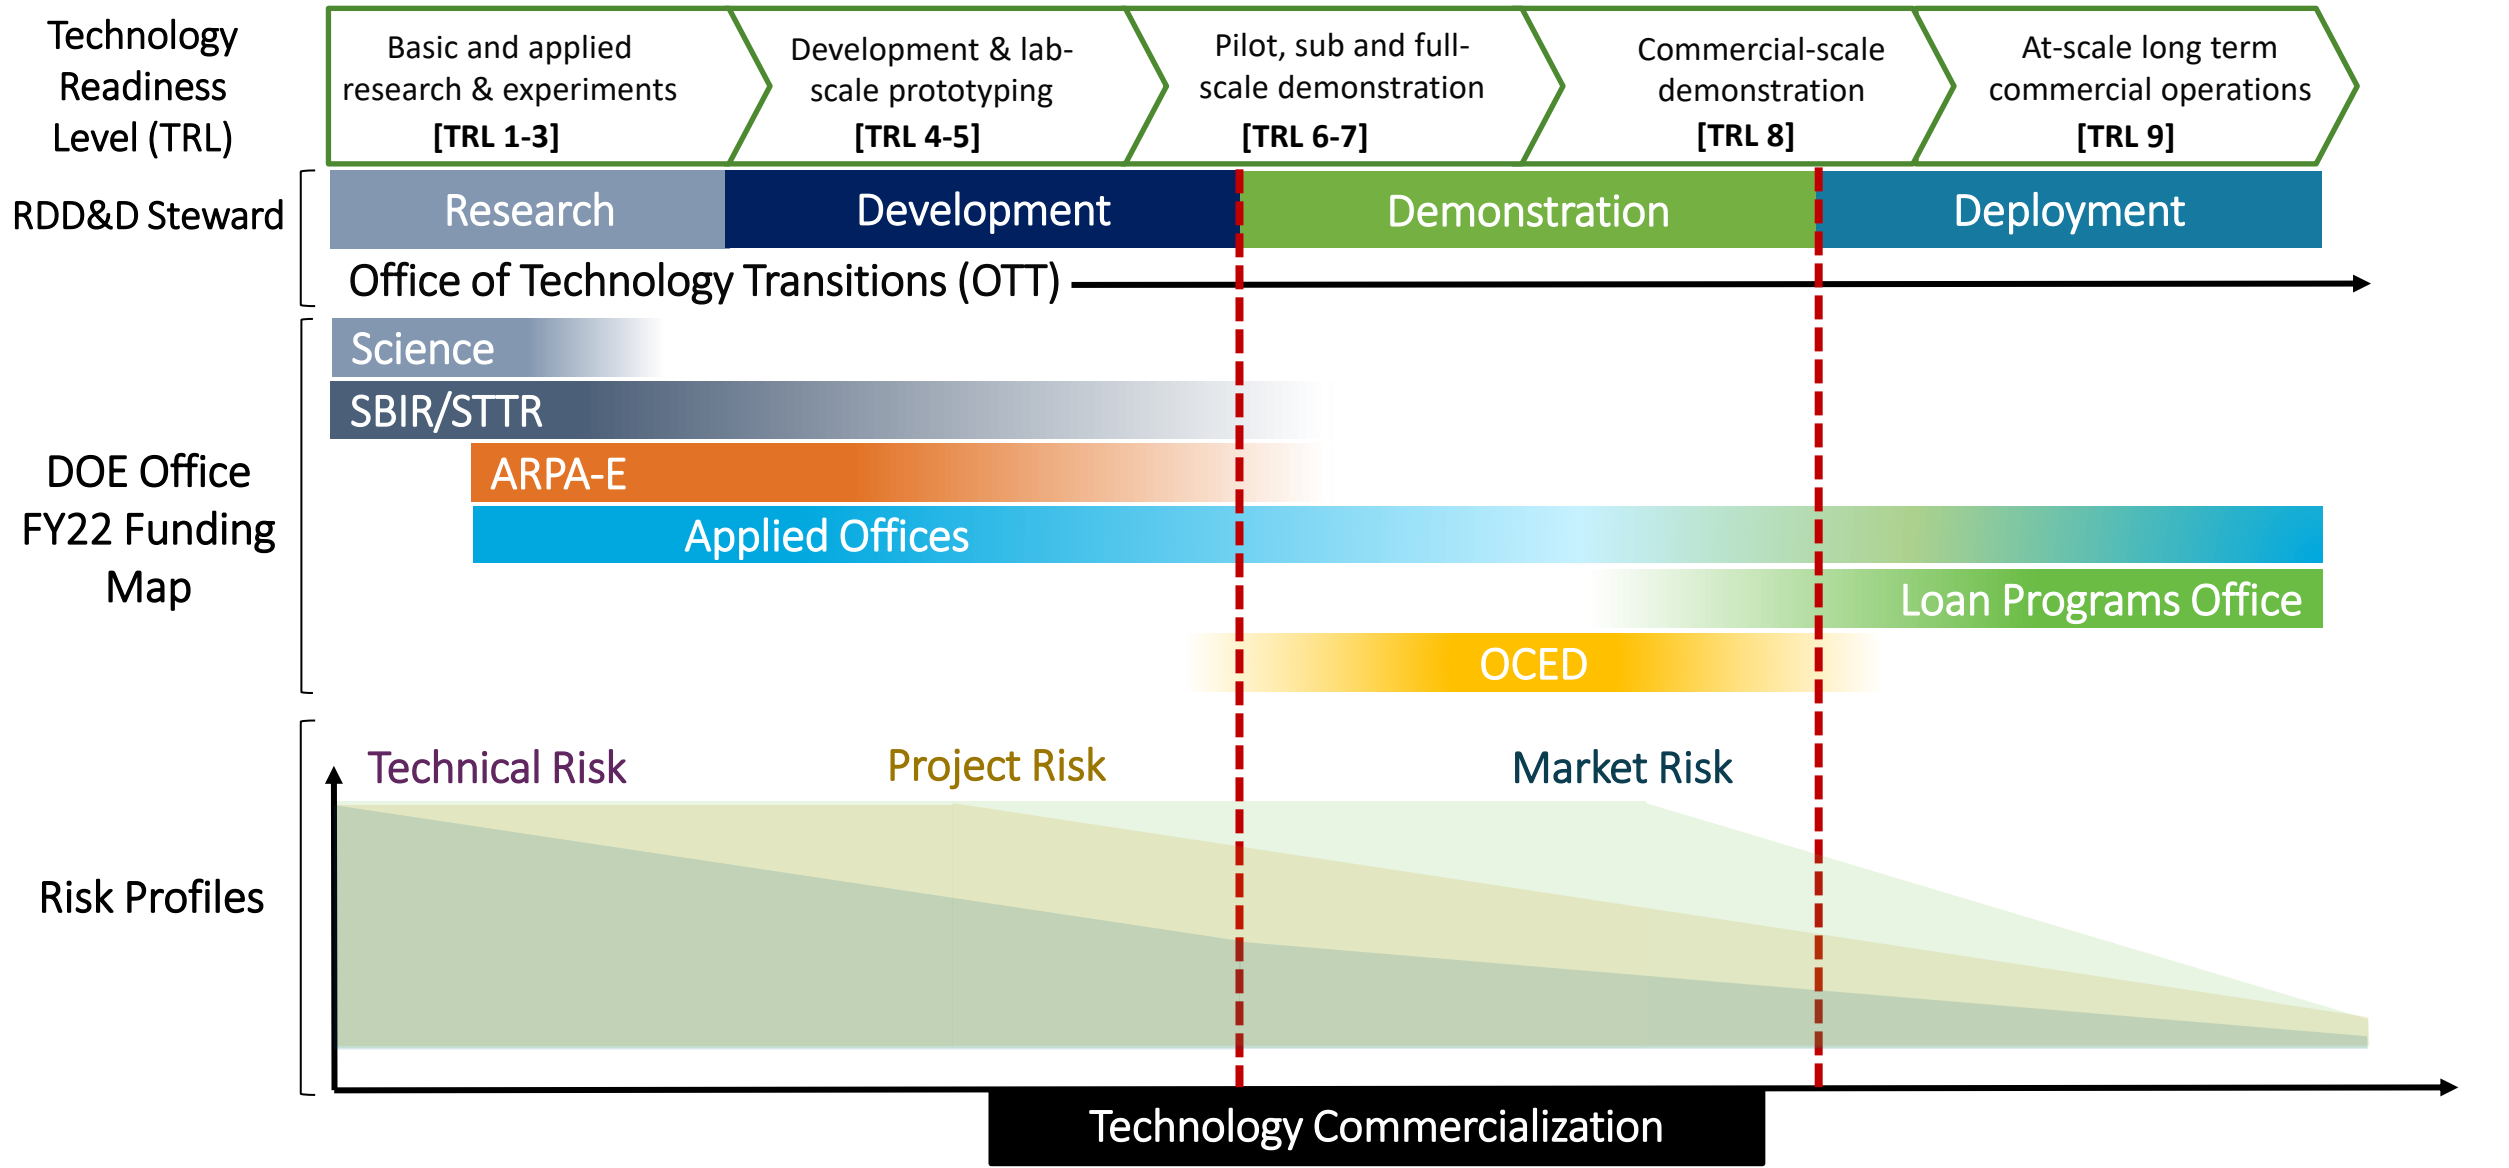 Technology
Readiness
Level (TRL)
Basic and applied
research & experiments
[TRL 1-3]
Development & lab-
scale prototyping
[TRL 4-5]
Pilot, sub and full-
scale demonstration
[TRL 6-7]
Commercial-scale
demonstration
[TRL 8]
At-scale long term
commercial operations
[TRL 9]
RDD&D Steward
Research
Development
Demonstration
Deployment
Office of Technology Transitions (OTT)
DOE Office
FY22 Funding
Map
Science
SBIR/STTR
ARPA-E
Applied Offices
Loan Programs Office
OCED
Risk Profiles
Technical Risk
Project Risk
Market Risk
Technology Commercialization